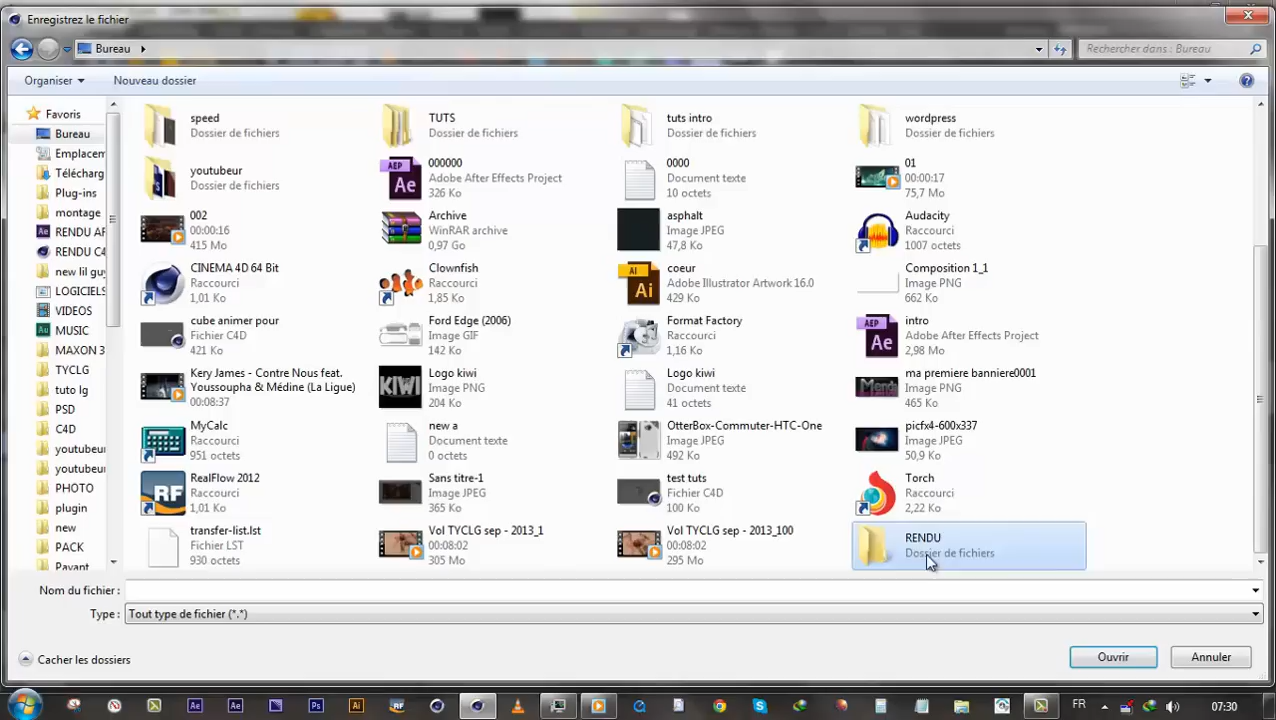 Enregistrez le fichier
Bureau
Rechercher dans : Bureau
Organiser
Nouveau dossier
Favoris
Bureau
Emplacem
Télécharg
Plug-ins
montage
RENDU AF
RENDU C4
new lil guy
LOGICIELS
VIDEOS
MUSIC
MAXON 3
TYCLG
tuto lg
PSD
C4D
youtubeur
youtubeur
PHOTO
plugin
new
PACK
Payant
speed
Dossier de fichiers
TUTS
Dossier de fichiers
tuts intro
Dossier de fichiers
wordpress
Dossier de fichiers
youtubeur
Dossier de fichiers
000000
Adobe After Effects Project
326 Ko
0000
Document texte
10 octets
01
00:00:17
75,7 Mo
002
00:00:16
415 Mo
Archive
WinRAR archive
0,97 Go
asphalt
Image JPEG
47,8 Ko
Audacity
Raccourci
1007 octets
CINEMA 4D 64 Bit
Raccourci
1,01 Ko
Clownfish
Raccourci
1,85 Ko
coeur
Adobe Illustrator Artwork 16.0
429 Ko
Composition 1_1
Image PNG
662 Ko
cube animer pour
Fichier C4D
421 Ko
Ford Edge (2006)
Image GIF
142 Ko
Format Factory
Raccourci
1,16 Ko
intro
Adobe After Effects Project
2,98 Mo
Kery James - Contre Nous feat.
Youssoupha & Médine (La Ligue)
00:08:37
Logo kiwi
Image PNG
204 Ko
Logo kiwi
Document texte
41 octets
ma premiere banniere0001
Image PNG
465 Ko
MyCalc
Raccourci
951 octets
new a
Document texte
0 octets
OtterBox-Commuter-HTC-One
Image JPEG
492 Ko
picfx4-600x337
Image JPEG
50,9 Ko
RealFlow 2012
Raccourci
1,01 Ko
Sans titre-1
Image JPEG
365 Ko
test tuts
Fichier C4D
100 Ko
Torch
Raccourci
2,22 Ko
transfer-list.lst
Fichier LST
930 octets
Vol TYCLG sep - 2013_1
00:08:02
305 Mo
Vol TYCLG sep - 2013_100
00:08:02
295 Mo
RENDU
Dossier de fichiers
Nom du fichier :
Type :
Tout type de fichier (*.*)
Cacher les dossiers
Ouvrir
Annuler
FR
07:30